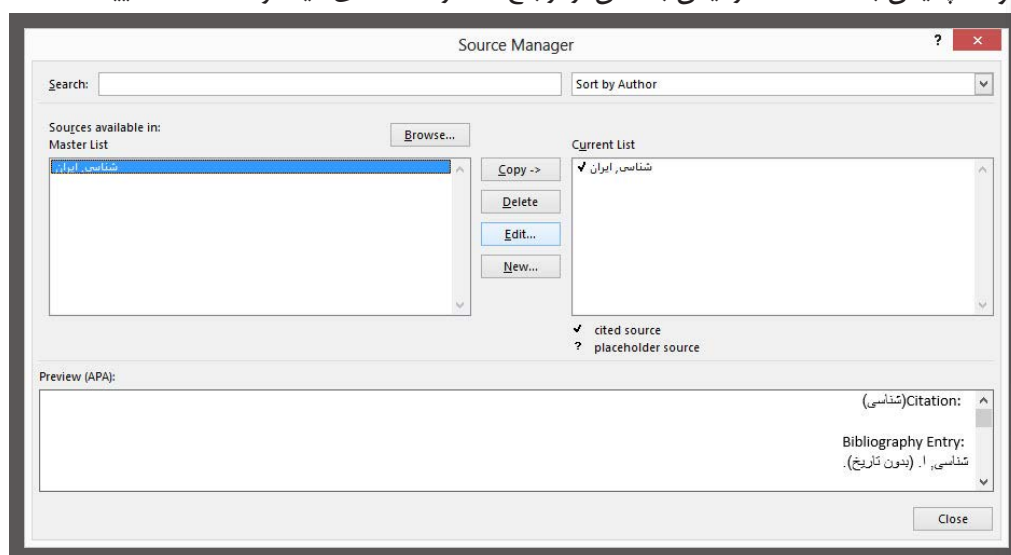 Source Manager
?
Search:
Sort by Author
Sources available in:
Master List
Browse...
Current List
شناسی, ایران
Copy ->
شناسی, ایران ✔
Delete
Edit...
New...
✔ cited source
? placeholder source
Preview (APA):
(شناسی)Citation:
Bibliography Entry:
شناسی, ا. (بدون تاریخ).
Close